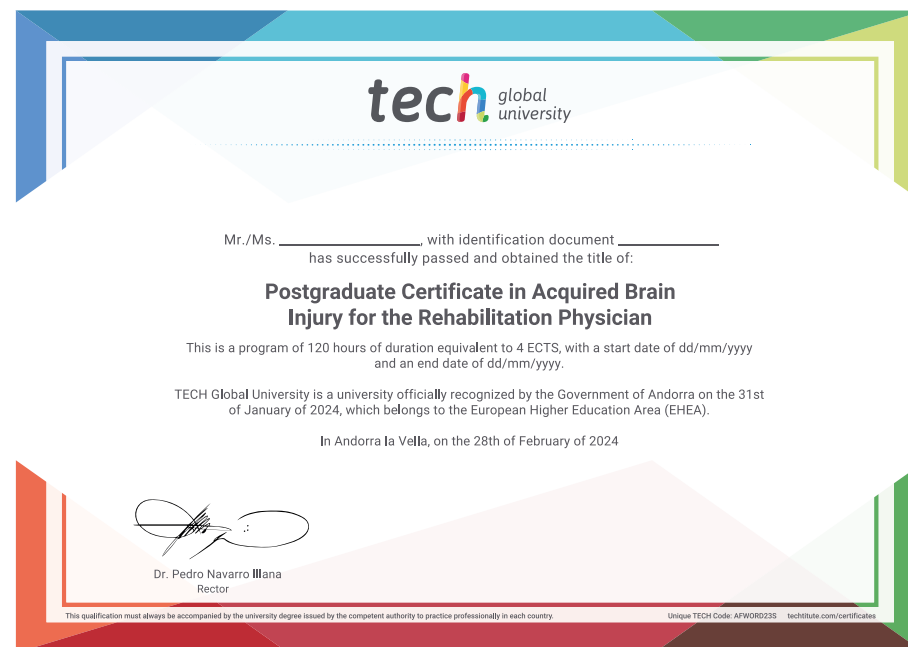 tech global
university
Mr./Ms. ____________, with identification document ____________
has successfully passed and obtained the title of:
Postgraduate Certificate in Acquired Brain
Injury for the Rehabilitation Physician
This is a program of 120 hours of duration equivalent to 4 ECTS, with a start date of dd/mm/yyyy
and an end date of dd/mm/yyyy.
TECH Global University is a university officially recognized by the Government of Andorra on the 31st
of January of 2024, which belongs to the European Higher Education Area (EHEA).
In Andorra la Vella, on the 28th of February of 2024
Dr. Pedro Navarro Illana
Rector
This qualification must always be accompanied by the university degree issued by the competent authority to practice professionally in each country.
Unique TECH Code: AFWORD23S techtitute.com/certificates